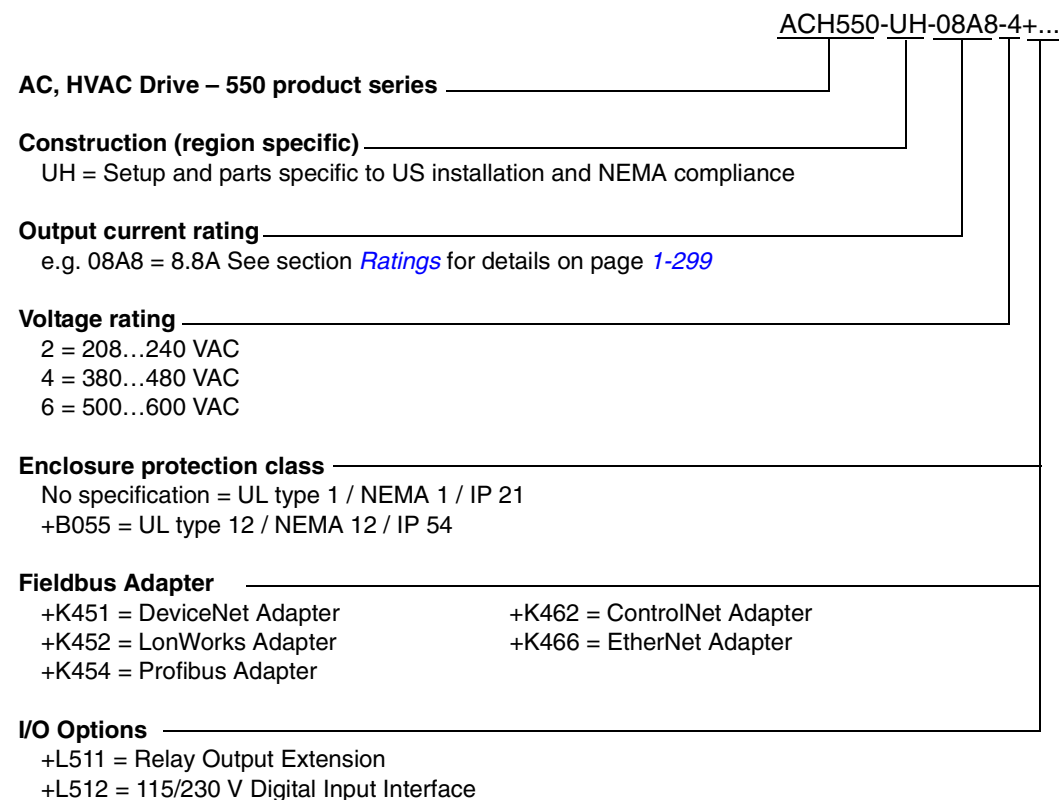 ACH550-UH-08A8-4+...
AC, HVAC Drive – 550 product series
Construction (region specific)
UH = Setup and parts specific to US installation and NEMA compliance
Output current rating
e.g. 08A8 = 8.8A See section Ratings for details on page 1-299
Voltage rating
2 = 208…240 VAC
4 = 380…480 VAC
6 = 500…600 VAC
Enclosure protection class
No specification = UL type 1 / NEMA 1 / IP 21
+B055 = UL type 12 / NEMA 12 / IP 54
Fieldbus Adapter
+K451 = DeviceNet Adapter +K462 = ControlNet Adapter
+K452 = LonWorks Adapter +K466 = EtherNet Adapter
+K454 = Profibus Adapter
I/O Options
+L511 = Relay Output Extension
+L512 = 115/230 V Digital Input Interface